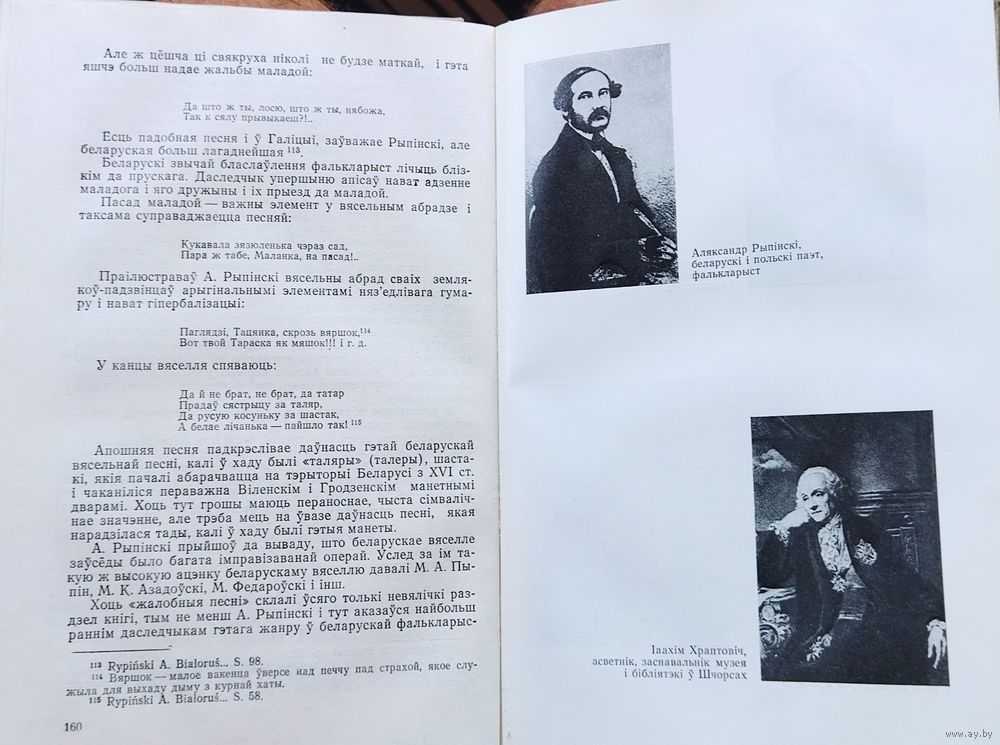 Але ж цёшча ці свякруха ніколі не будзе маткай, і гэта
яшчэ больш надае жальбы маладой:
Да што ж ты, лосю, што ж ты, нябожа,
Так к сялу прывыкаеш?!..
Ёсць падобная песня і ў Галіцыі, заўважае Рыпінскі, але
беларуская больш лагаднейшая 113.
Беларускі звычай бласлаўлення фалькларыст лічыць бліз-
кім да прускага. Даследчык упершыню апісаў нават адзенне
маладога і яго дружыны і іх прыезд да маладой.
Пасад маладой — важны элемент у вясельным абрадзе і
таксама суправаджаецца песняй:
Кукавала зязюленька чэраз сад,
Пара ж табе, Маланка, на пасад!..
Праілюстраваў А. Рыпінскі вясельны абрад сваіх земля-
коў-падзвінцаў арыгінальнымі элементамі няз’едлівага гума-
ру і нават гіпербалізацыі:
Паглядзі, Тацянка, скрозь вяршок,114
Вот твой Тараска як мяшок!!! і г. д.
У канцы вяселля спяваюць:
Да й не брат, не брат, да татар
Прадаў сястрыцу за таляр,
Да русую косуньку за шастак,
А белае лічанька — пайшло так! 115
Апошняя песня падкрэслівае даўнасць гэтай беларускай
вясельнай песні, калі ў хаду былі «таляры» (талеры), шаста-
кі, якія пачалі абарачвацца на тэрыторыі Беларусі з XVI ст.
і чаканіліся пераважна Віленскім і Гродзенскім манетнымі
дварамі. Хоць тут грошы маюць пераноснае, чыста сімваліч-
нае значэнне, але трэба мець на ўвазе даўнасць песні, якая
нарадзілася тады, калі ў хаду былі гэтыя манеты.
А. Рыпінскі прыйшоў да вываду, што беларускае вяселле
заўсёды было багата імправізаванай операй. Услед за ім та-
кую ж высокую ацэнку беларускаму вяселлю давалі М. А. Пы-
пін, М. К. Азадоўскі, М. Федароўскі і інш.
Хоць «жалобныя песні» склалі ўсяго толькі невялічкі раз-
дзел кнігі, тым не менш А. Рыпінскі і тут аказаўся найбольш
раннім даследчыкам гэтага жанру ў беларускай фалькларыс-
113 Rypiński A. Białoruś... S. 98.
114 Вяршок — малое вакенца ўверсе над печчу пад страхой, якое слу-
жыла для выхаду дыму з курнай хаты.
115 Rypiński A. Białoruś... S. 58.
160
Аляксандр Рыпінскі,
беларускі і польскі паэт,
фалькларыст
Іаахім Храптовіч,
асветнік, заснавальнік музея
і бібліятэкі ў Шчорсах
www.ay.by